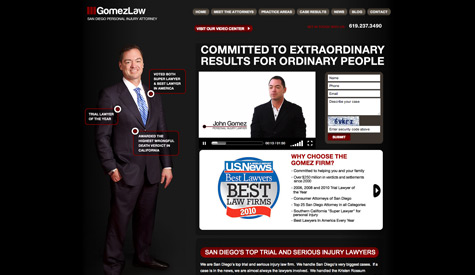 GomezLaw
SAN DIEGO PERSONAL INJURY ATTORNEY
HOME
MEET THE ATTORNEYS
PRACTICE AREAS
CASE RESULTS
NEWS
BLOG
CONTACT
VISIT OUR VIDEO CENTER
619.237.3490
COMMITTED TO EXTRAORDINARY
RESULTS FOR ORDINARY PEOPLE
VOTED BOTH
SUPER LAWYER
& BEST LAWYER
IN AMERICA
TRIAL LAWYER
OF THE YEAR
AWARDED THE
HIGHEST WRONGFUL
DEATH VERDICT IN
CALIFORNIA
John Gomez
PERSONAL INJURY LAWYER
Name
Phone
Email
Describe your case
Enter security code above
SUBMIT
U.S.News
Best Lawyers
BEST
LAW FIRMS
2010
WHY CHOOSE THE
GOMEZ FIRM?
Committed to helping you and your family
Over $200 million in verdicts and settlements
since 2000
2006, 2008 and 2010 Trial Lawyer of the
Year
Consumer Attorneys of San Diego
Top 25 San Diego Attorney in all Categories
Southern California "Super Lawyer" for
personal injury
Best Lawyers In America Every Year
SAN DIEGO'S TOP TRIAL AND SERIOUS INJURY LAWYERS
We are San Diego's top trial and serious injury law firm. We handle San Diego's very biggest cases. If a
case is in the news, we are almost always the lawyers involved. We handled the Kristen Rossum